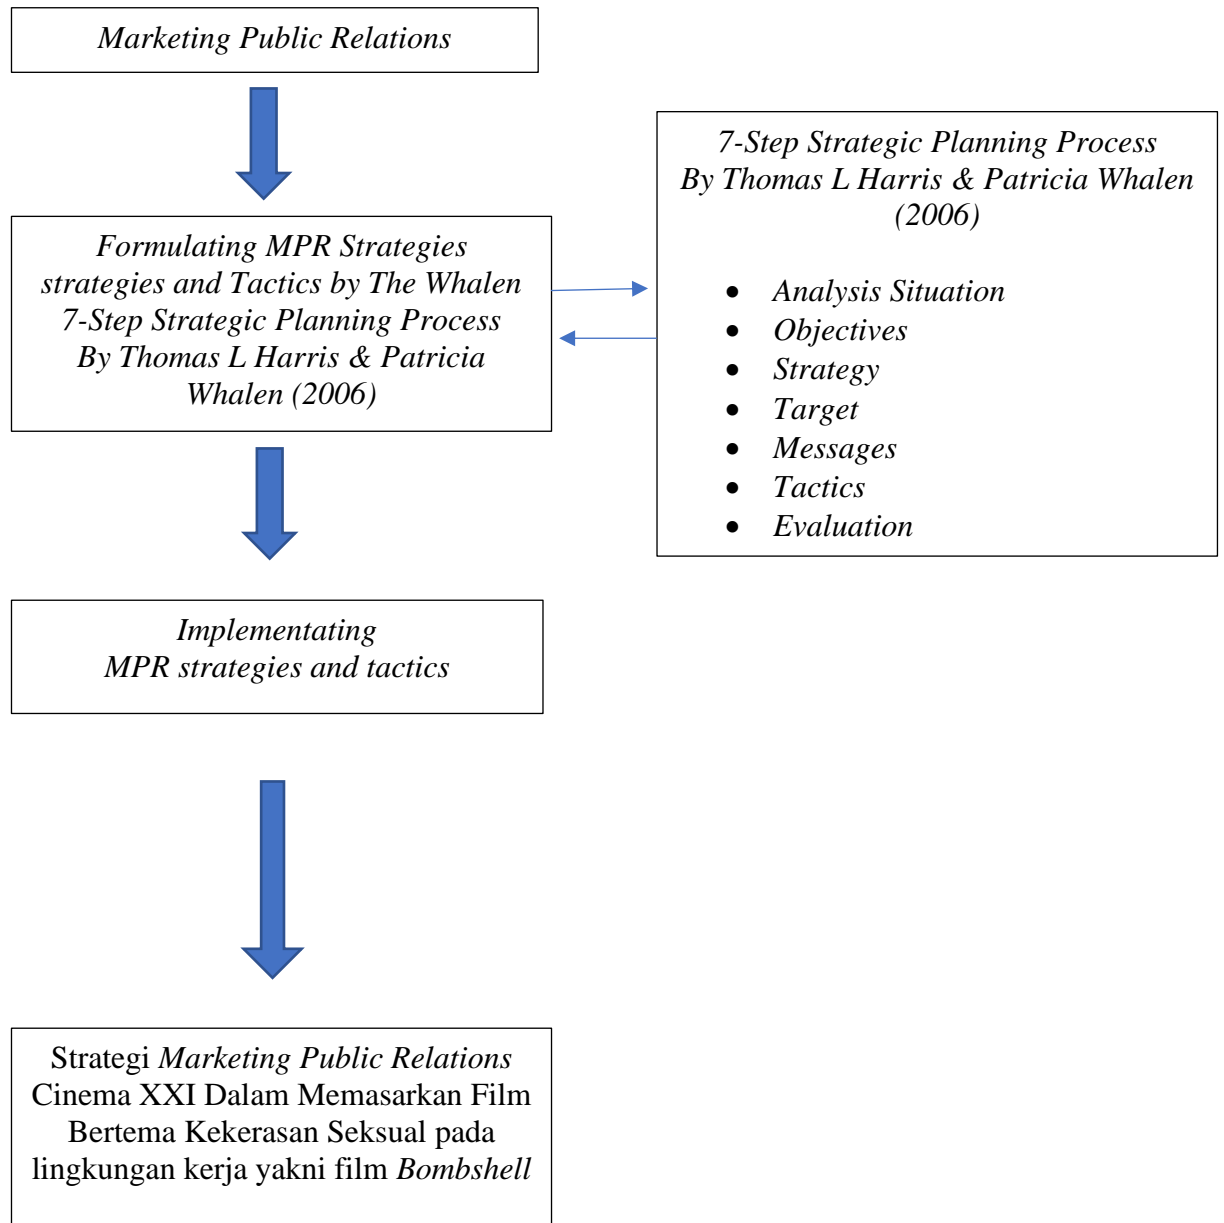 Marketing Public Relations
Formulating MPR Strategies
strategies and Tactics by The Whalen
7-Step Strategic Planning Process
By Thomas L Harris & Patricia
Whalen (2006)
7-Step Strategic Planning Process
By Thomas L Harris & Patricia Whalen
(2006)
• Analysis Situation
• Objectives
• Strategy
• Target
• Messages
• Tactics
• Evaluation
Implementating
MPR strategies and tactics
Strategi Marketing Public Relations
Cinema XXI Dalam Memasarkan Film
Bertema Kekerasan Seksual pada
lingkungan kerja yakni film Bombshell